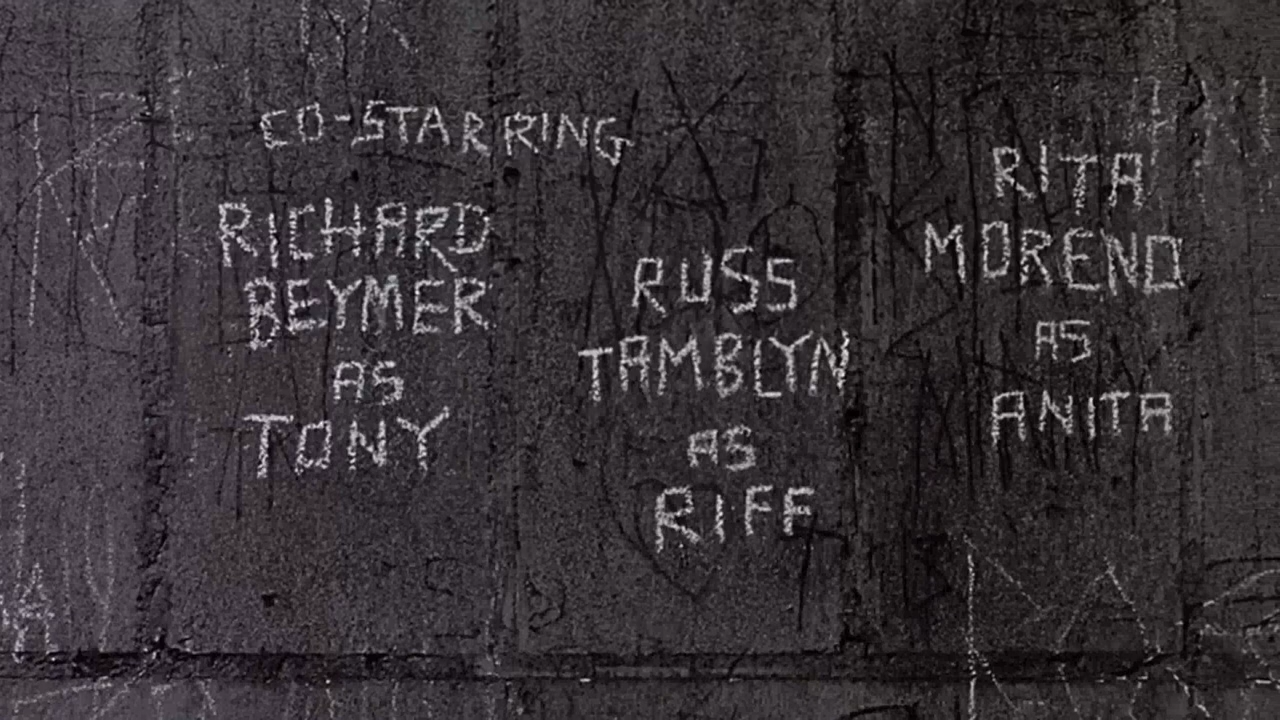 CO-STARRING
RICHARD
BEYMER
AS
TONY
RUSS
TAMBLYN
AS
RIFF
RITA
MORENO
AS
ANITA